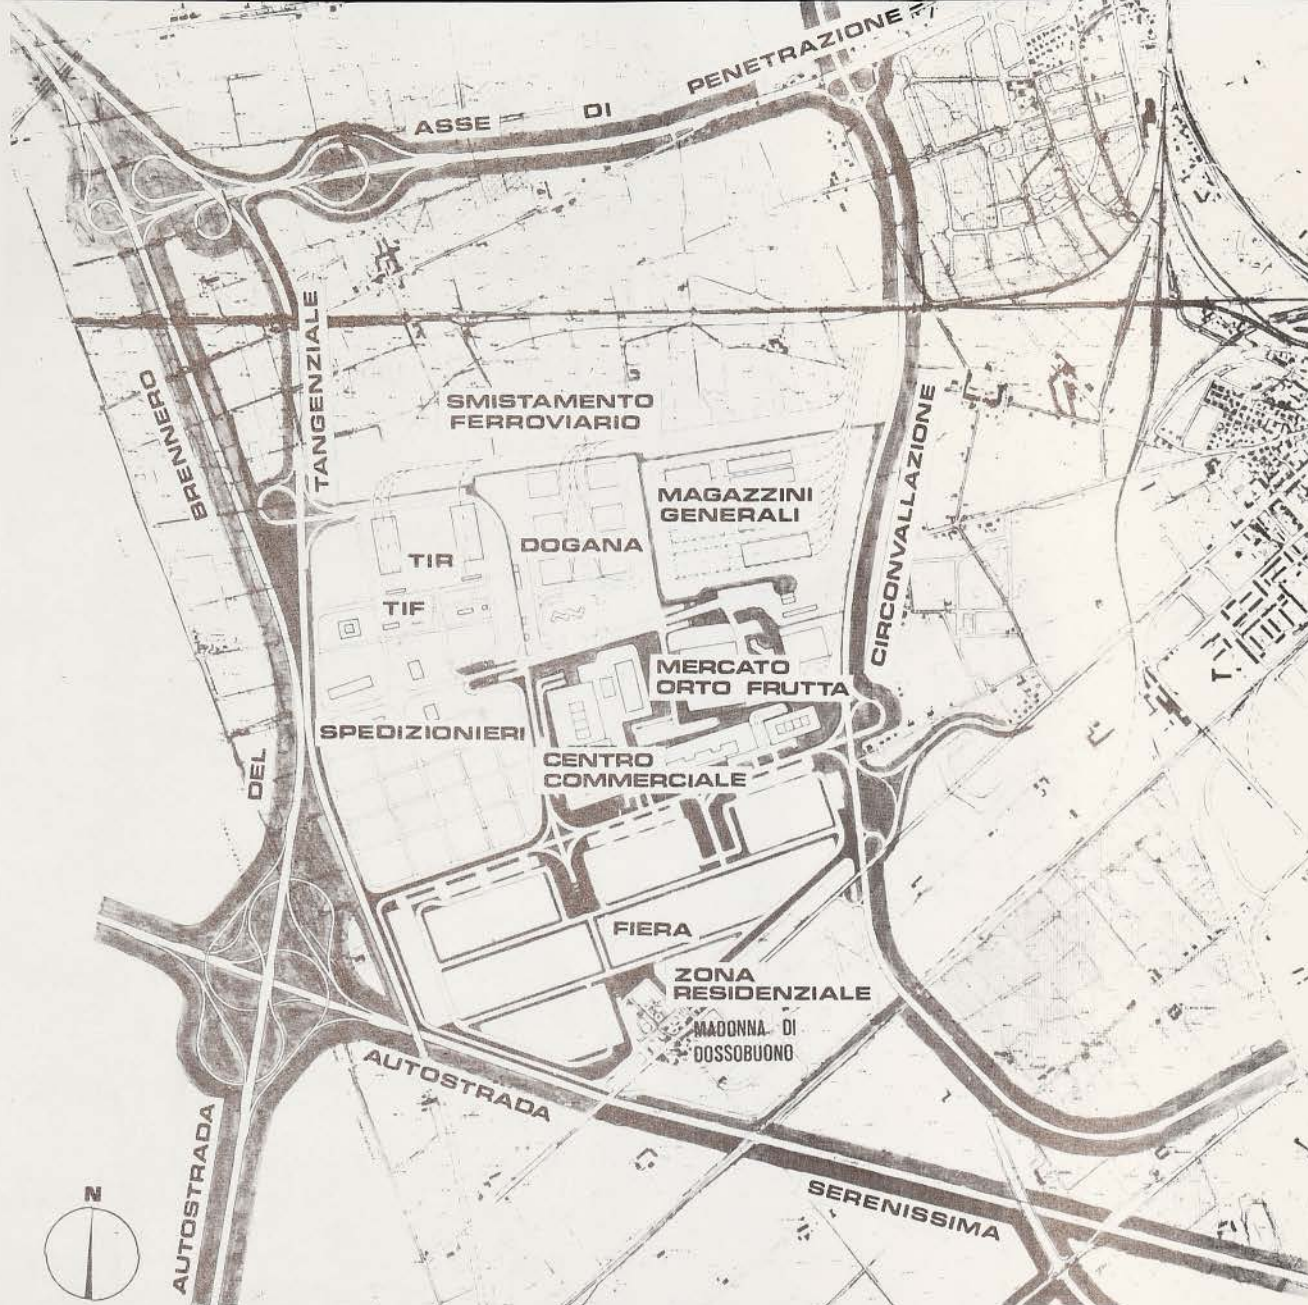 ASSE DI PENETRAZIONE
TANGENZIALE
AUTOSTRADA DEL BRENNERO
SMISTAMENTO
FERROVIARIO
CIRCONVALLAZIONE
MAGAZZINI
GENERALI
DOGANA
TIR
TIF
MERCATO
ORTO FRUTTA
SPEDIZIONIERI
CENTRO
COMMERCIALE
FIERA
ZONA
RESIDENZIALE
MADONNA DI
DOSSOBUONO
AUTOSTRADA SERENISSIMA
N